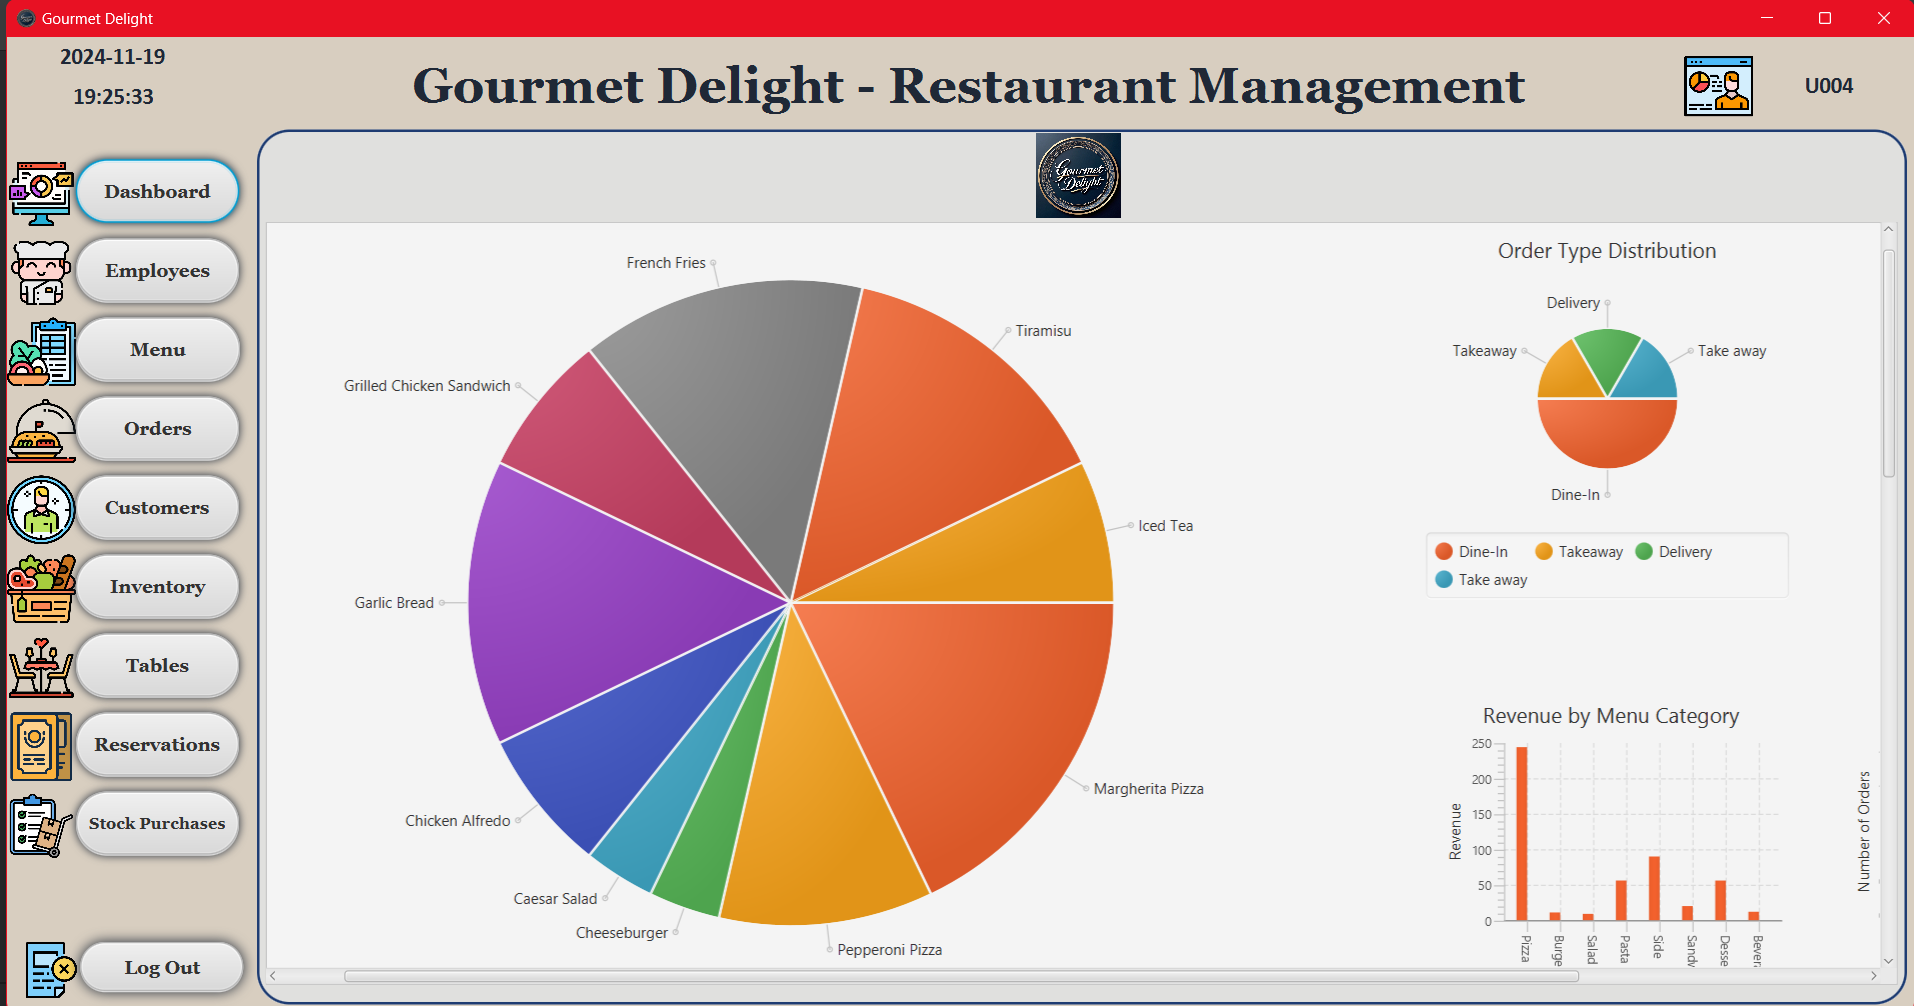 Gourmet Delight
2024-11-19
19:25:33
Gourmet Delight - Restaurant Management
U004
Gourmet
Delight
Dashboard
Employees
Menu
Orders
Customers
Inventory
Tables
Reservations
Stock Purchases
Log Out
French Fries
Tiramisu
Grilled Chicken Sandwich
Iced Tea
Garlic Bread
Margherita Pizza
Chicken Alfredo
Caesar Salad
Cheeseburger
Pepperoni Pizza
Order Type Distribution
Delivery
Takeaway
Take away
Dine-In
Dine-In Takeaway Delivery
Take away
Revenue by Menu Category
Revenue
250
200
150
100
50
0
Pizza
Burge
Salad
Pasta
Side
Sandw
Desse
Bever
Number of Orders